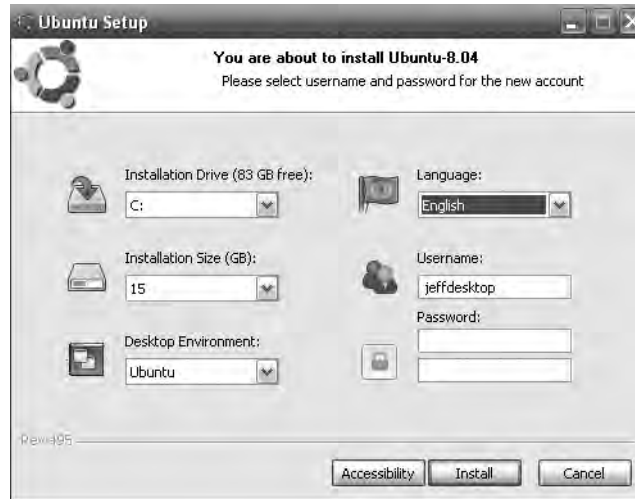 Ubuntu Setup
You are about to install Ubuntu-8.04
Please select username and password for the new account
Installation Drive (83 GB free):
C:
Language:
English
Installation Size (GB):
15
Username:
jeffdesktop
Password:
Desktop Environment:
Ubuntu
Accessibility
Install
Cancel